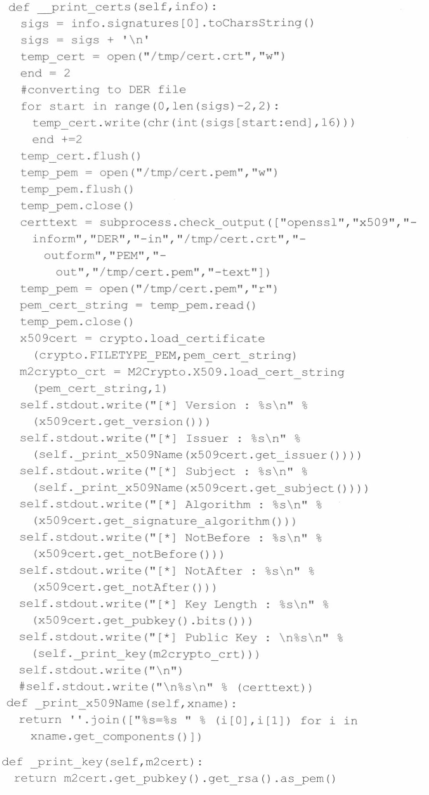 def __print_certs(self,info):
sigs = info.signatures[0].toCharsString()
sigs = sigs + '\n'
temp_cert = open("/tmp/cert.crt","w")
end = 2
#converting to DER file
for start in range(0,len(sigs)-2,2):
temp_cert.write(chr(int(sigs[start:end],16)))
end +=2
temp_cert.flush()
temp_pem = open("/tmp/cert.pem","w")
temp_pem.flush()
temp_pem.close()
certtext = subprocess.check_output(["openssl","x509","-
inform","DER","-in","/tmp/cert.crt","-
outform","PEM","-
out","/tmp/cert.pem","-text"])
temp_pem = open("/tmp/cert.pem","r")
pem_cert_string = temp_pem.read()
temp_pem.close()
x509cert = crypto.load_certificate
(crypto.FILETYPE_PEM,pem_cert_string)
m2crypto_crt = M2Crypto.X509.load_cert_string
(pem_cert_string,1)
self.stdout.write("[*] Version : %s\n" %
(x509cert.get_version()))
self.stdout.write("[*] Issuer : %s\n" %
(self._print_x509Name(x509cert.get_issuer())))
self.stdout.write("[*] Subject : %s\n" %
(self._print_x509Name(x509cert.get_subject())))
self.stdout.write("[*] Algorithm : %s\n" %
(x509cert.get_signature_algorithm()))
self.stdout.write("[*] NotBefore : %s\n" %
(x509cert.get_notBefore()))
self.stdout.write("[*] NotAfter : %s\n" %
(x509cert.get_notAfter()))
self.stdout.write("[*] Key Length : %s\n" %
(x509cert.get_pubkey().bits()))
self.stdout.write("[*] Public Key : \n%s\n" %
(self._print_key(m2crypto_crt)))
self.stdout.write("\n")
#self.stdout.write("\n%s\n" % (certtext))
def _print_x509Name(self,xname):
return ''.join(["%s=%s " % (i[0],i[1]) for i in
xname.get_components()])
def _print_key(self,m2cert):
return m2cert.get_pubkey().get_rsa().as_pem()